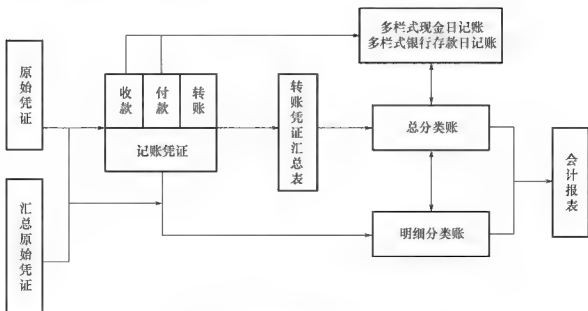 多栏式现金日记账
多栏式银行存款日记账
原始凭证
收款
付款
转账
记账凭证
转账凭证汇总表
总分类账
会计报表
汇总原始凭证
明细分类账